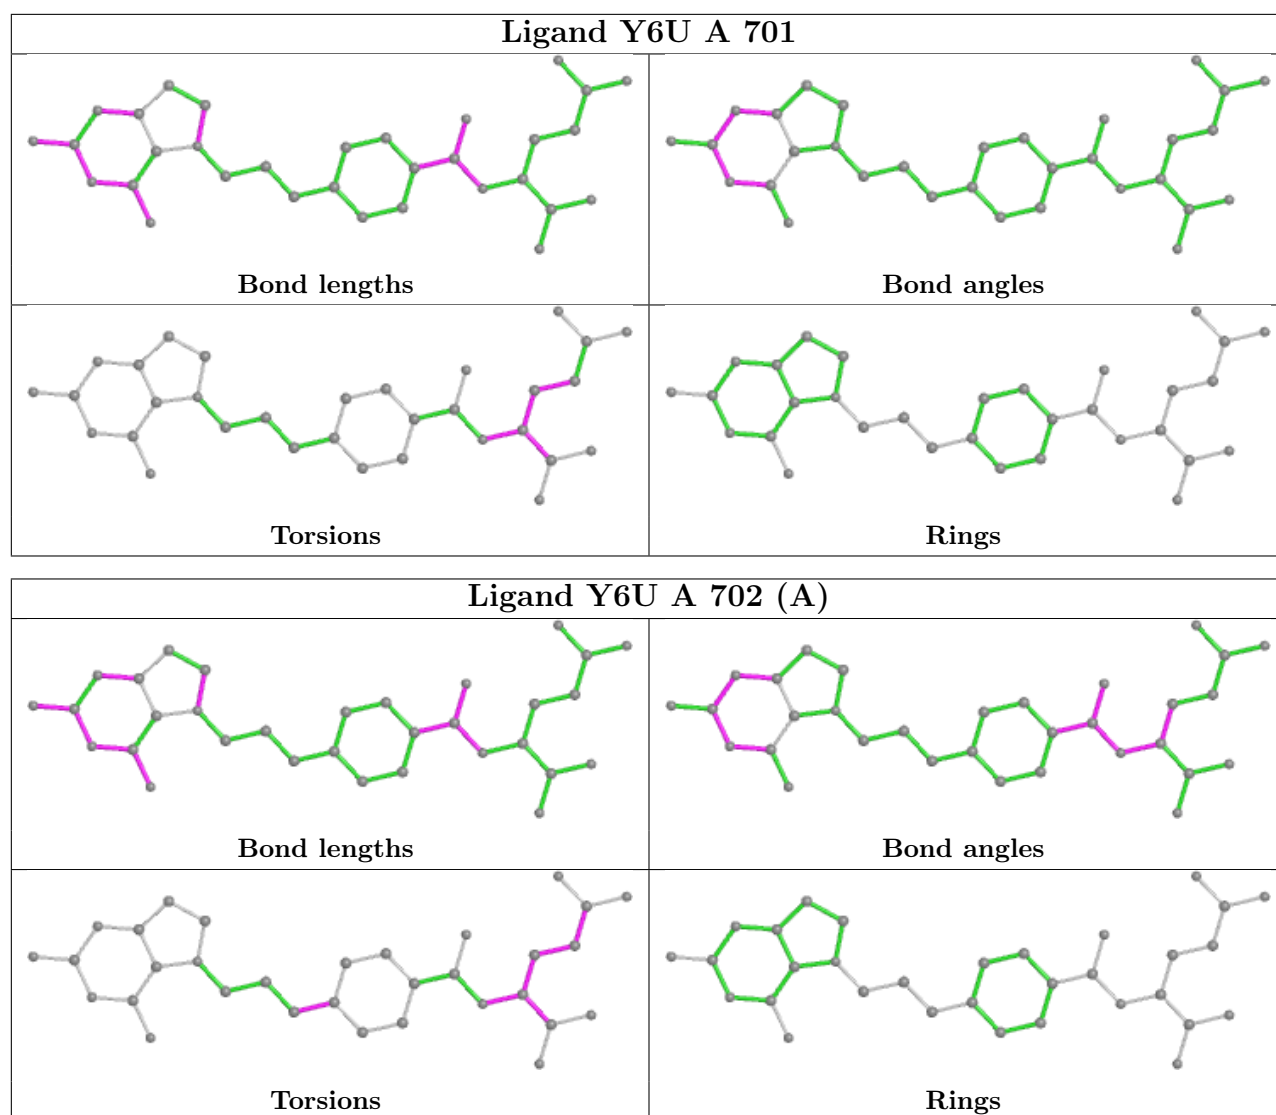 Ligand Y6U A 701
Bond lengths
Bond angles
Torsions
Rings
Ligand Y6U A 702 (A)
Bond lengths
Bond angles
Torsions
Rings